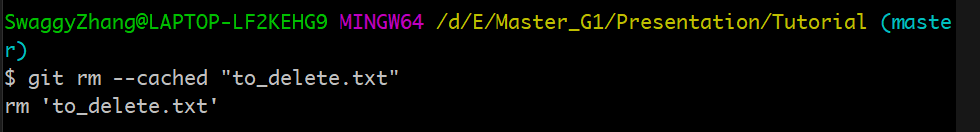 SwaggyZhang@LAPTOP-LF2KEHG9 MINGW64 /d/E/Master_G1/Presentation/Tutorial (maste
r)
$ git rm --cached "to_delete.txt"
rm 'to_delete.txt'